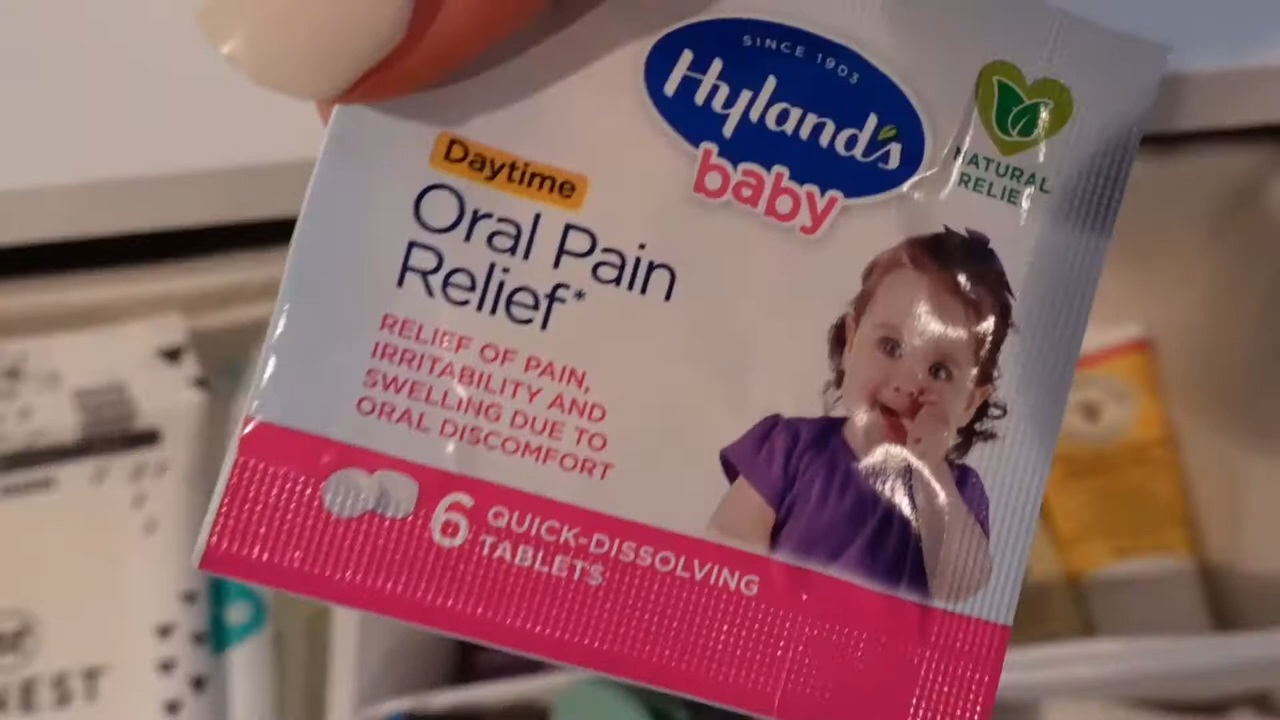 SINCE 1903
Hyland's
baby
NATURAL
RELIEF
Daytime
Oral Pain
Relief*
RELIEF OF PAIN,
IRRITABILITY AND
SWELLING DUE TO
ORAL DISCOMFORT
6 QUICK-DISSOLVING
TABLETS